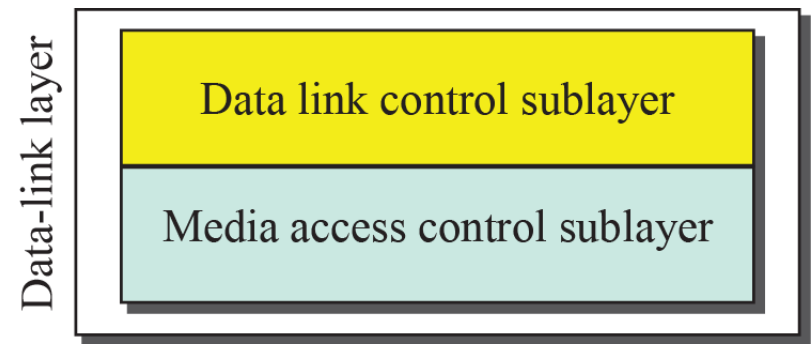 Data-link layer
Data link control sublayer
Media access control sublayer